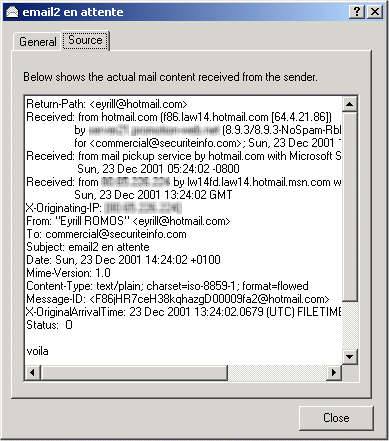 email2 en attente
General
Source
Below shows the actual mail content received from the sender.
Return-Path: <eyrill@hotmail.com>
Received: from hotmail.com (f86.law14.hotmail.com [64.4.21.86])
by [8.9.3/8.9.3-NoSpam-Rbl
for <commercial@securiteinfo.com>; Sun, 23 Dec 2001
Received: from mail pickup service by hotmail.com with Microsoft S
Sun, 23 Dec 2001 05:24:02 -0800
Received: from by lw14fd.law14.hotmail.msn.com w
Sun, 23 Dec 2001 13:24:02 GMT
X-Originating-IP:
From: "Eyrill ROMOS" <eyrill@hotmail.com>
To: commercial@securiteinfo.com
Subject: email2 en attente
Date: Sun, 23 Dec 2001 14:24:02 +0100
Mime-Version: 1.0
Content-Type: text/plain; charset=iso-8859-1; format=flowed
Message-ID: <F86jHR7ceH38kqhazgD00009fa2@hotmail.com>
X-OriginalArrivalTime: 23 Dec 2001 13:24:02.0679 (UTC) FILETIME
Status: O
voila
Close